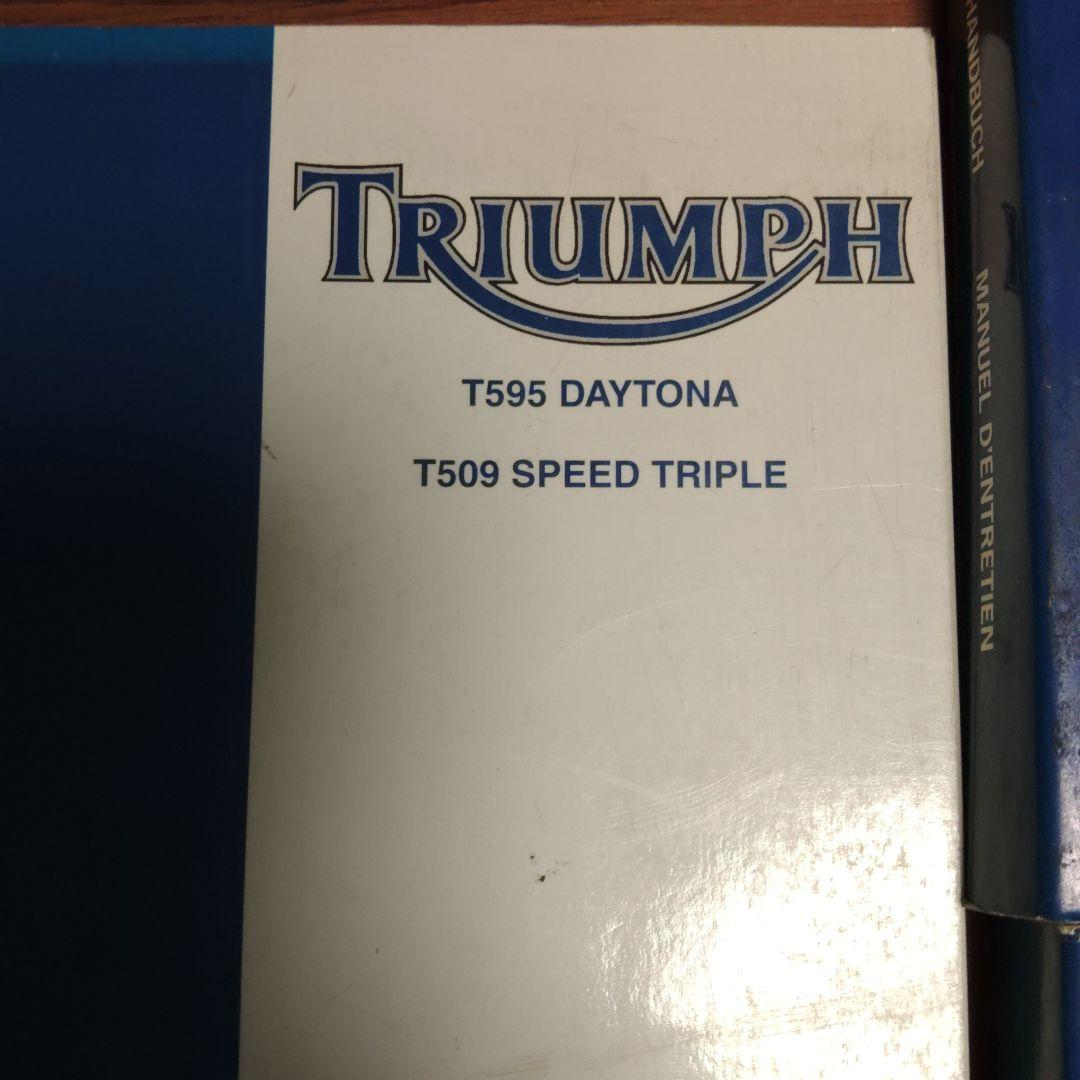 TRIUMPH
T595 DAYTONA
T509 SPEED TRIPLE
HANDBUCH MANUEL D'ENTRETIEN